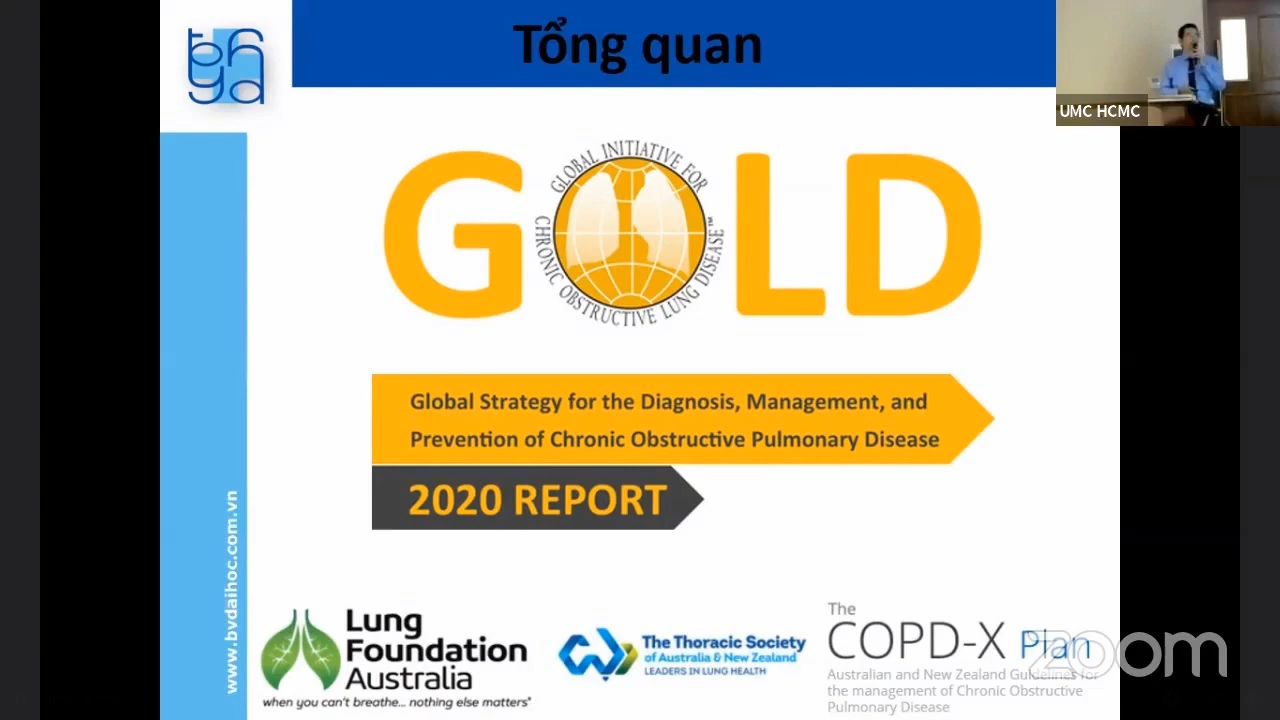 Tổng quan
UMC HCMC
GOLD
GLOBAL INITIATIVE FOR
CHRONIC OBSTRUCTIVE LUNG DISEASE™
Global Strategy for the Diagnosis, Management, and
Prevention of Chronic Obstructive Pulmonary Disease
2020 REPORT
www.bvdaihoc.com.vn
Lung
Foundation
Australia
when you can't breathe... nothing else matters®
The Thoracic Society
of Australia & New Zealand
LEADERS IN LUNG HEALTH
The
COPD-X Plan
Australian and New Zealand Guidelines for
the management of Chronic Obstructive
Pulmonary Disease
zoom